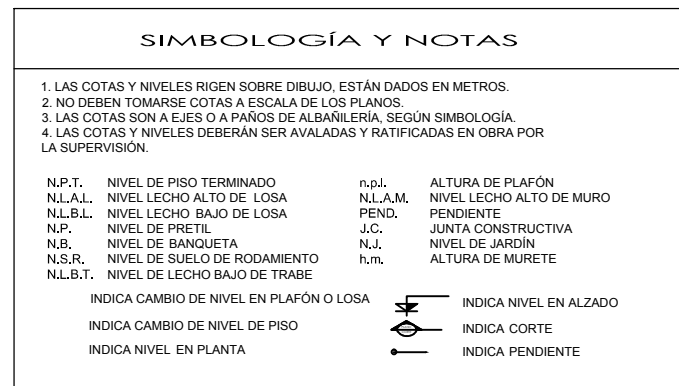 SIMBOLOGÍA Y NOTAS
1. LAS COTAS Y NIVELES RIGEN SOBRE DIBUJO, ESTÁN DADOS EN METROS.
2. NO DEBEN TOMARSE COTAS A ESCALA DE LOS PLANOS.
3. LAS COTAS SON A EJES O A PAÑOS DE ALBAÑILERÍA, SEGÚN SIMBOLOGÍA.
4. LAS COTAS Y NIVELES DEBERÁN SER AVALADAS Y RATIFICADAS EN OBRA POR
LA SUPERVISIÓN.
N.P.T. NIVEL DE PISO TERMINADO
N.L.A.L. NIVEL LECHO ALTO DE LOSA
N.L.B.L. NIVEL LECHO BAJO DE LOSA
N.P. NIVEL DE PRETIL
N.B. NIVEL DE BANQUETA
N.S.R. NIVEL DE SUELO DE RODAMIENTO
N.L.B.T. NIVEL DE LECHO BAJO DE TRABE
n.p.l. ALTURA DE PLAFÓN
N.L.A.M. NIVEL LECHO ALTO DE MURO
PEND. PENDIENTE
J.C. JUNTA CONSTRUCTIVA
N.J. NIVEL DE JARDÍN
h.m. ALTURA DE MURETE
INDICA CAMBIO DE NIVEL EN PLAFÓN O LOSA
INDICA CAMBIO DE NIVEL DE PISO
INDICA NIVEL EN PLANTA
INDICA NIVEL EN ALZADO
INDICA CORTE
INDICA PENDIENTE